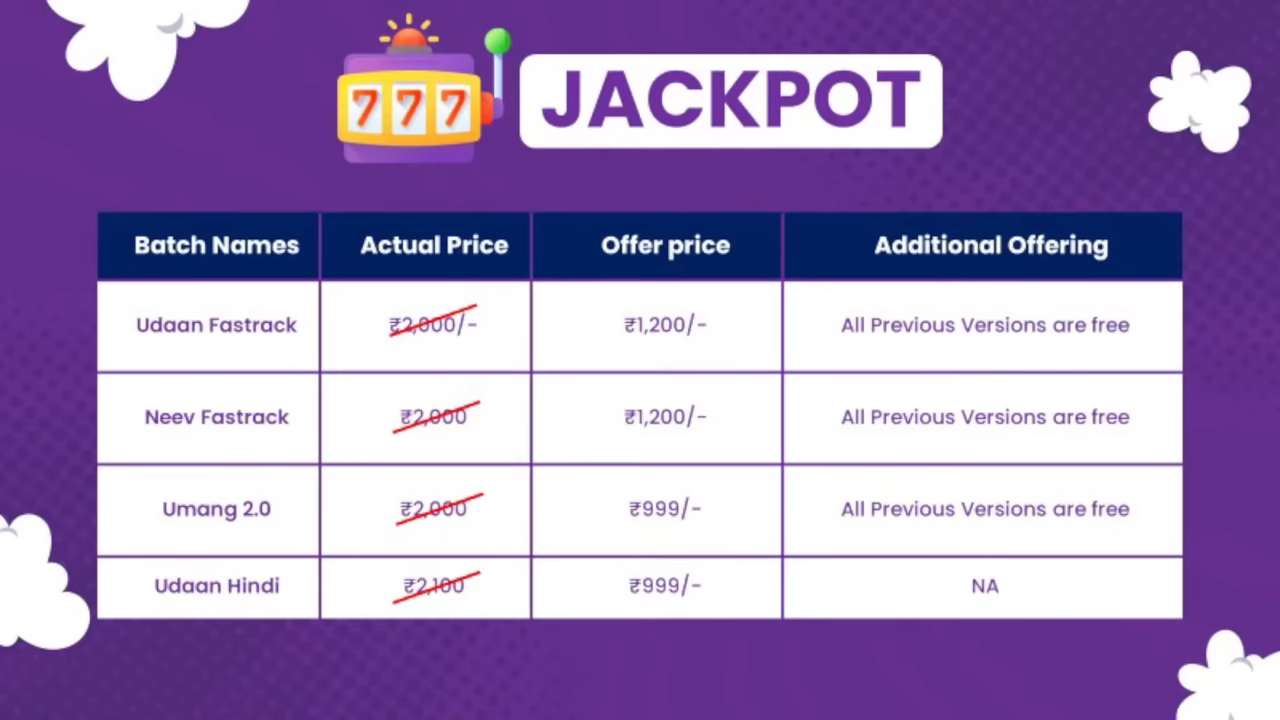 777
JACKPOT
Batch Names Actual Price Offer price Additional Offering
Udaan Fastrack ₹2,000/- ₹1,200/- All Previous Versions are free
Neev Fastrack ₹2,000 ₹1,200/- All Previous Versions are free
Umang 2.0 ₹2,000 ₹999/- All Previous Versions are free
Udaan Hindi ₹2,100 ₹999/- NA